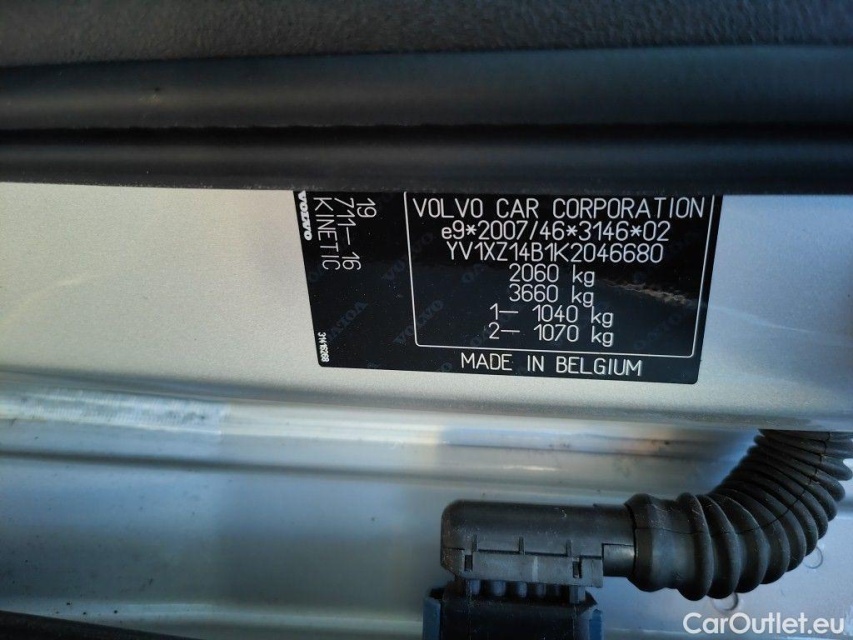 VOLVO
19
711-16
KINETIC
31416268
VOLVO CAR CORPORATION
e9*2007/46*3146*02
YV1XZ14B1K2046680
2060 kg
3660 kg
1- 1040 kg
2- 1070 kg
MADE IN BELGIUM
CarOutlet.eu